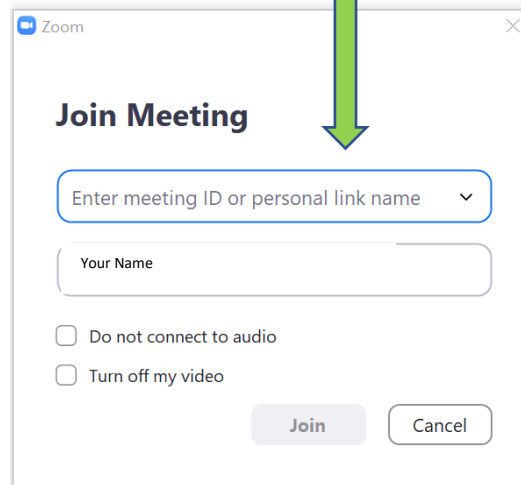 Zoom
Join Meeting
Enter meeting ID or personal link name
Your Name
Do not connect to audio
Turn off my video
Join Cancel